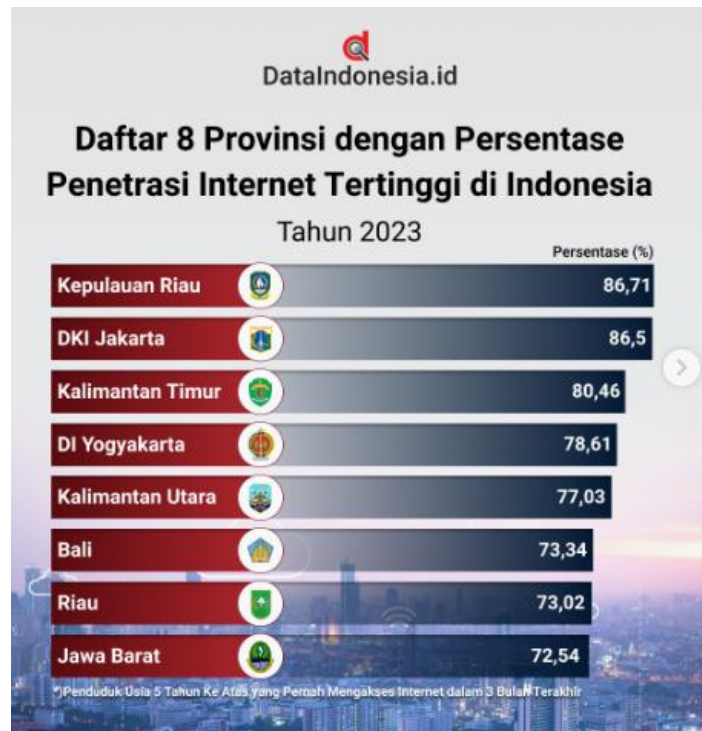 DataIndonesia.id
Daftar 8 Provinsi dengan Persentase
Penetrasi Internet Tertinggi di Indonesia
Tahun 2023
Persentase (%)
Kepulauan Riau 86,71
DKI Jakarta 86,5
Kalimantan Timur 80,46
DI Yogyakarta 78,61
Kalimantan Utara 77,03
Bali 73,34
Riau 73,02
Jawa Barat 72,54
*)Penduduk Usia 5 Tahun Ke Atas yang Pernah Mengakses Internet dalam 3 Bulan Terakhir